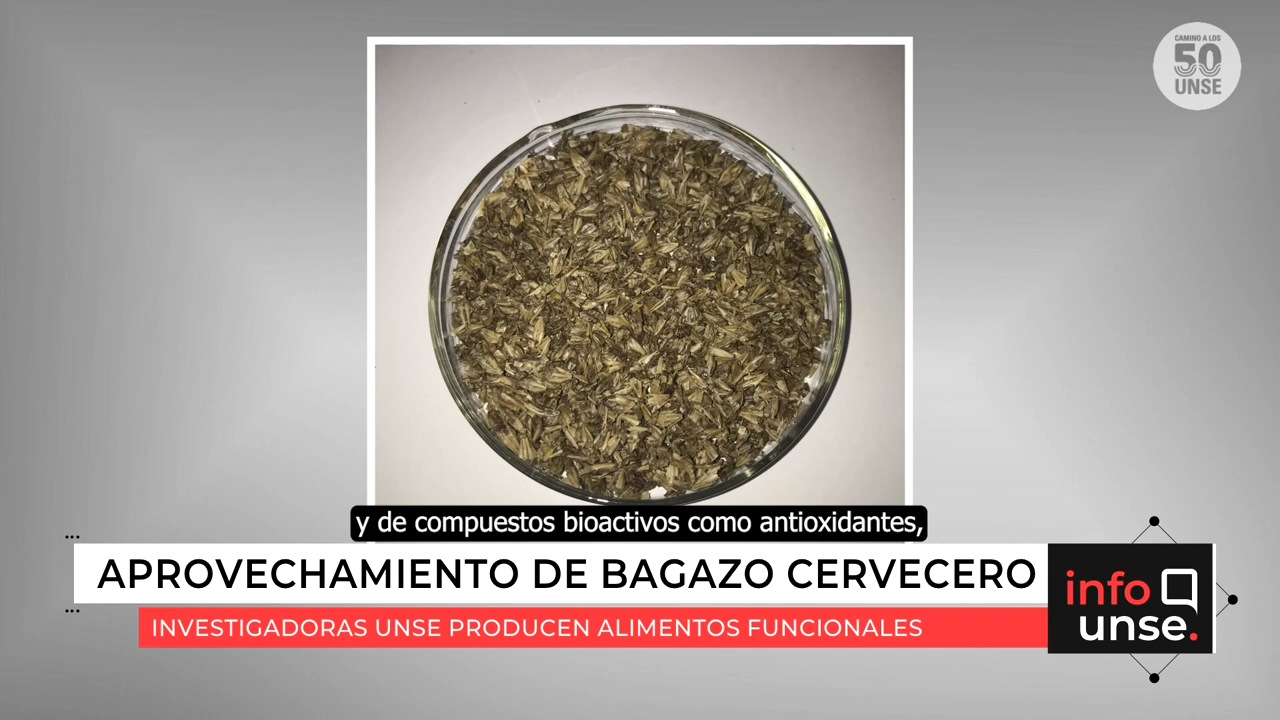 CAMINO A LOS
50
UNSE
y de compuestos bioactivos como antioxidantes,
APROVECHAMIENTO DE BAGAZO CERVECERO
INVESTIGADORAS UNSE PRODUCEN ALIMENTOS FUNCIONALES
info
unse.